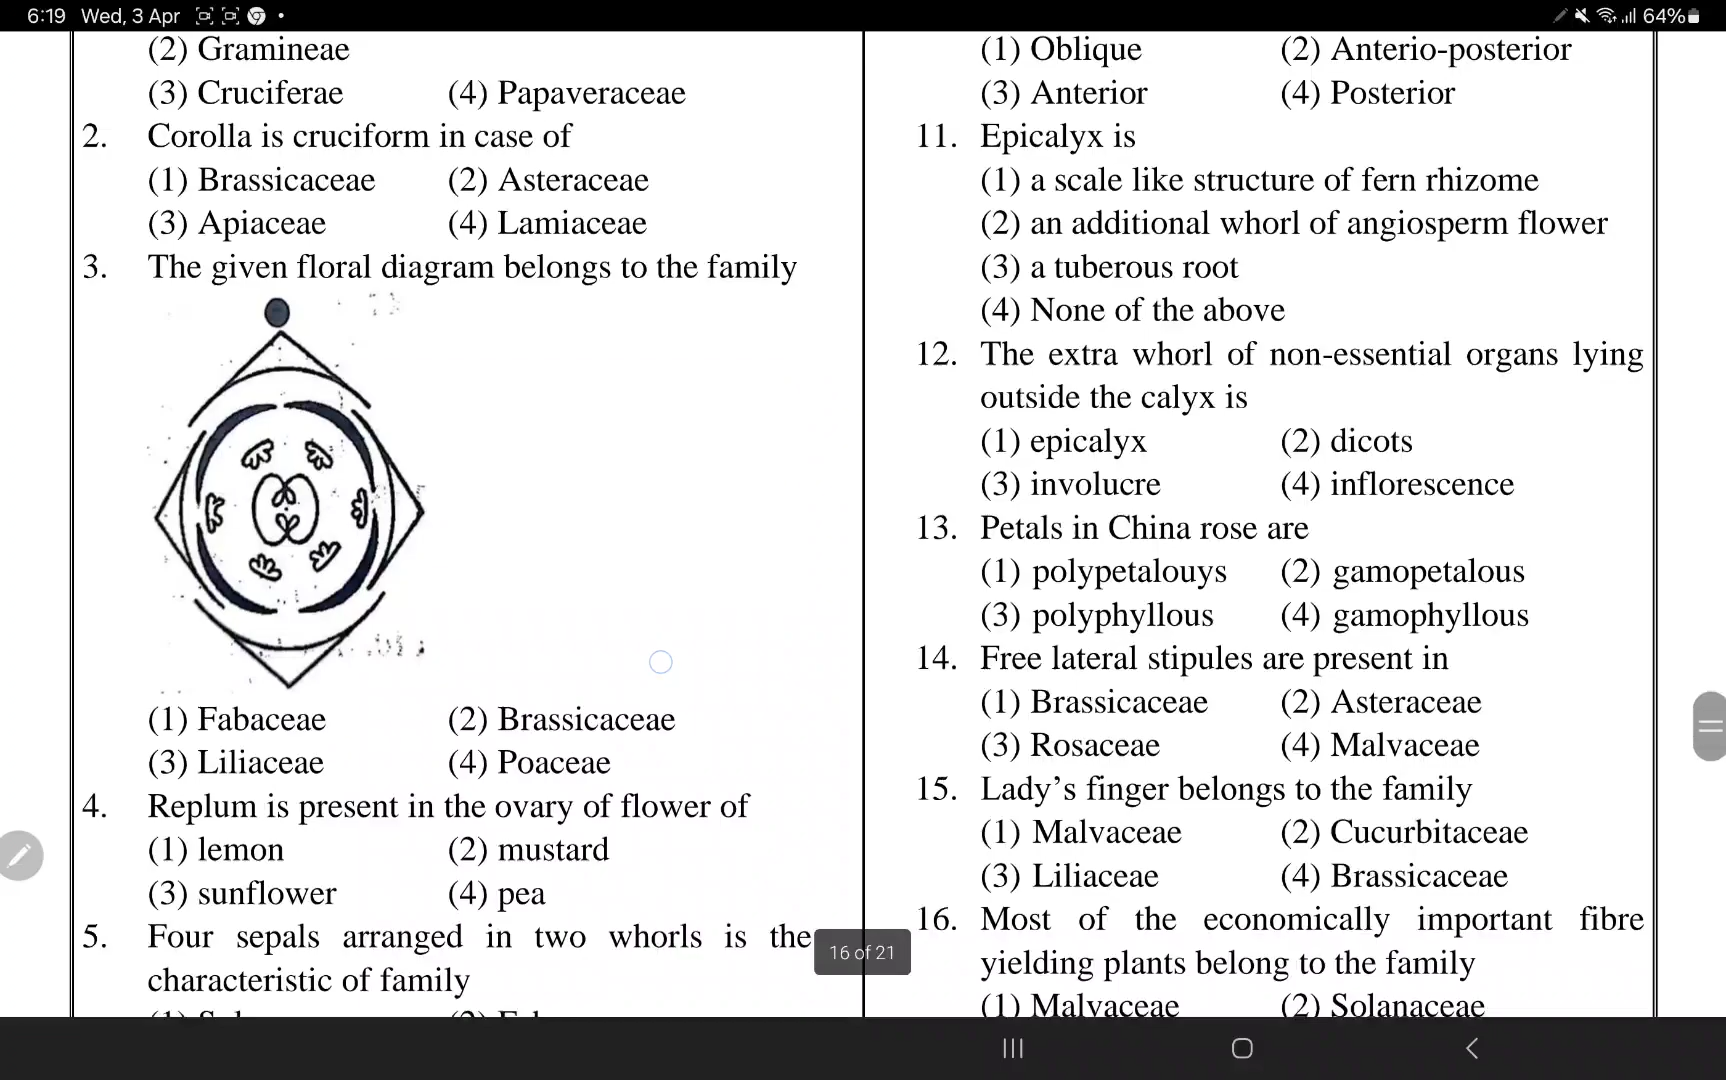 6:19 Wed, 3 Apr
64%
(2) Gramineae
(3) Cruciferae (4) Papaveraceae
2. Corolla is cruciform in case of
(1) Brassicaceae (2) Asteraceae
(3) Apiaceae (4) Lamiaceae
3. The given floral diagram belongs to the family
(1) Fabaceae (2) Brassicaceae
(3) Liliaceae (4) Poaceae
4. Replum is present in the ovary of flower of
(1) lemon (2) mustard
(3) sunflower (4) pea
5. Four sepals arranged in two whorls is the
characteristic of family
(1) Oblique (2) Anterio-posterior
(3) Anterior (4) Posterior
11. Epicalyx is
(1) a scale like structure of fern rhizome
(2) an additional whorl of angiosperm flower
(3) a tuberous root
(4) None of the above
12. The extra whorl of non-essential organs lying
outside the calyx is
(1) epicalyx (2) dicots
(3) involucre (4) inflorescence
13. Petals in China rose are
(1) polypetalouys (2) gamopetalous
(3) polyphyllous (4) gamophyllous
14. Free lateral stipules are present in
(1) Brassicaceae (2) Asteraceae
(3) Rosaceae (4) Malvaceae
15. Lady’s finger belongs to the family
(1) Malvaceae (2) Cucurbitaceae
(3) Liliaceae (4) Brassicaceae
16. Most of the economically important fibre
yielding plants belong to the family
(1) Malvaceae (2) Solanaceae
16 of 21